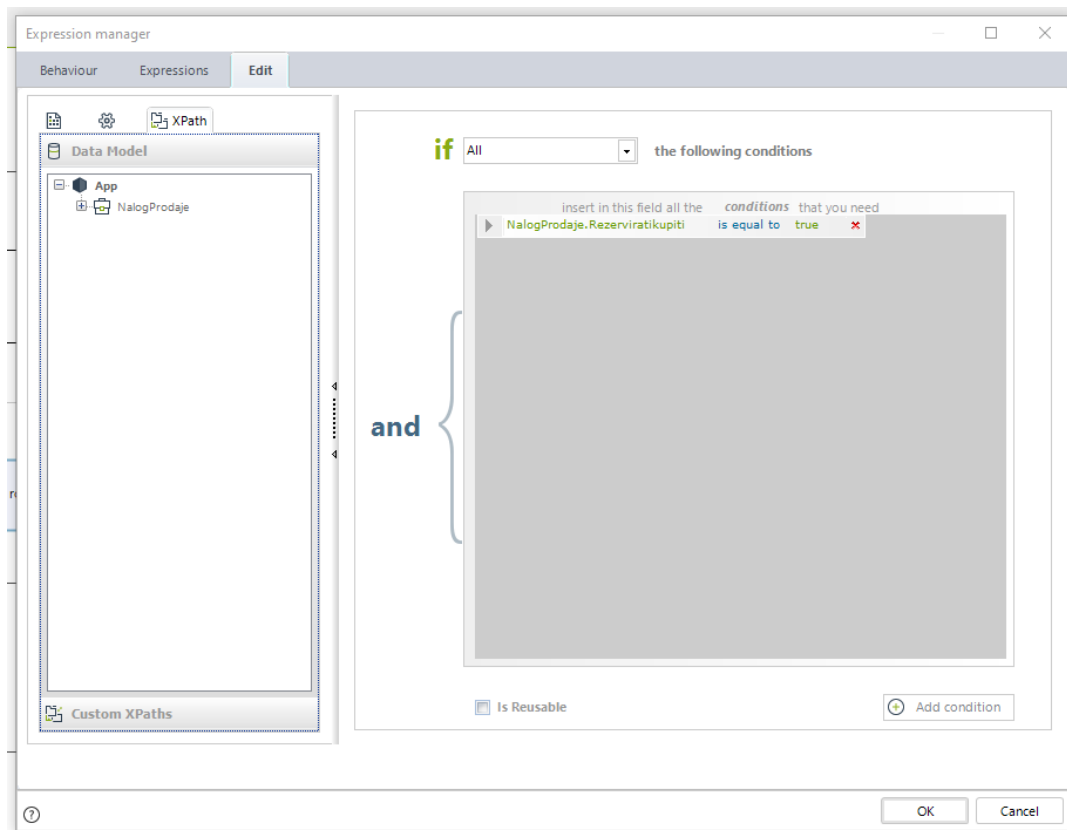 Expression manager
Behaviour Expressions Edit
XPath
Data Model
App
NalogProdaje
Custom XPaths
if All the following conditions
insert in this field all the conditions that you need
NalogProdaje.Rezerviratikupiti is equal to true
and
Is Reusable
Add condition
OK Cancel